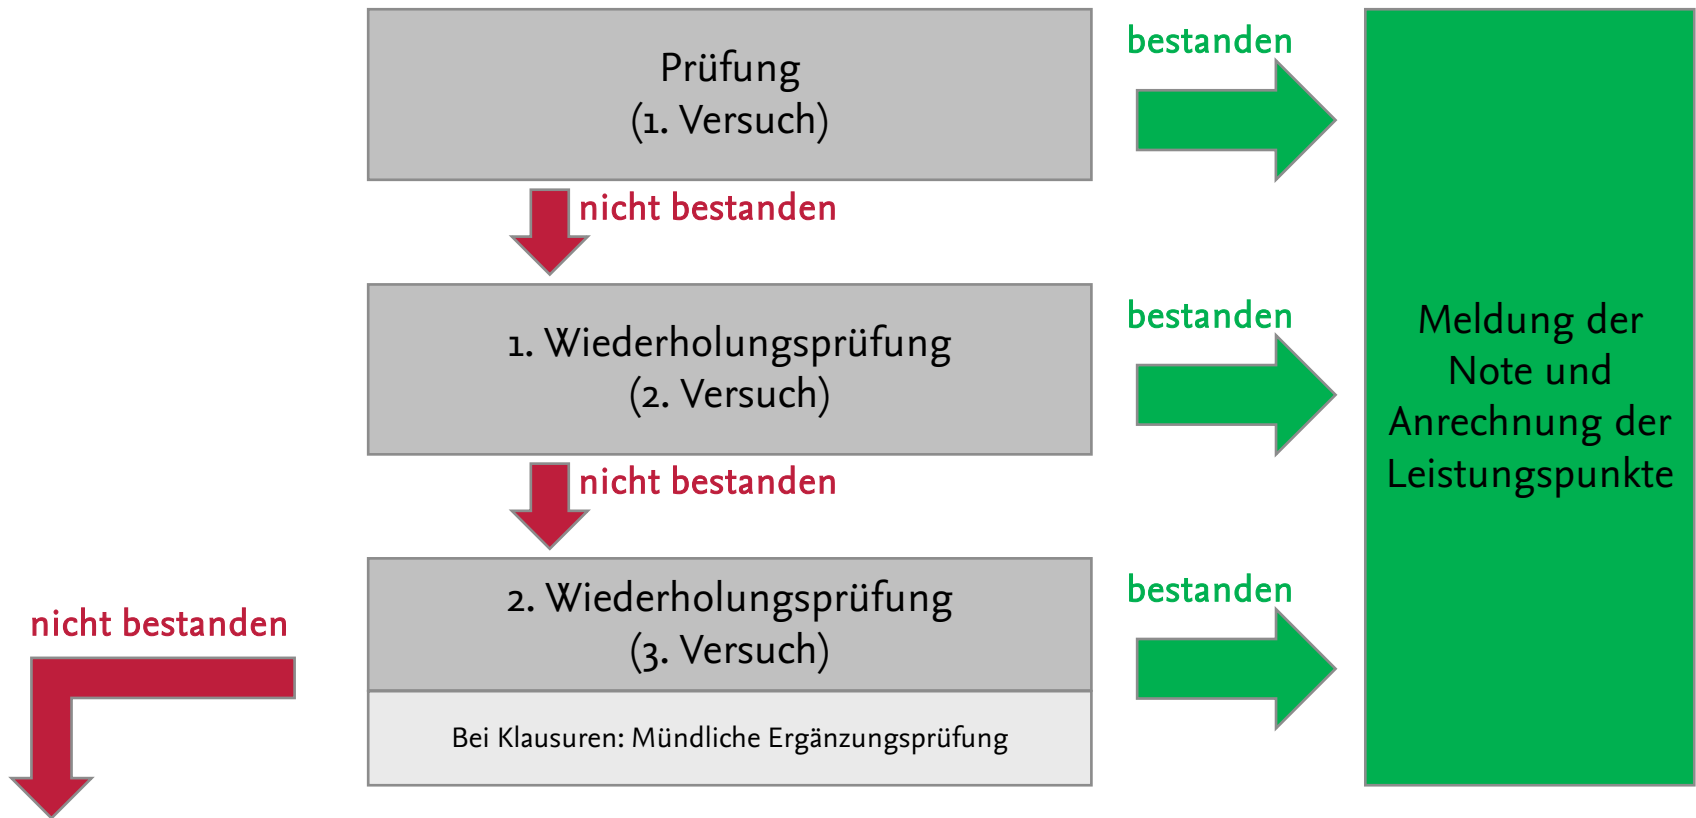 Prüfung
(1. Versuch)
bestanden
nicht bestanden
1. Wiederholungsprüfung
(2. Versuch)
bestanden
nicht bestanden
2. Wiederholungsprüfung
(3. Versuch)
bestanden
nicht bestanden
Bei Klausuren: Mündliche Ergänzungsprüfung
Meldung der
Note und
Anrechnung der
Leistungspunkte